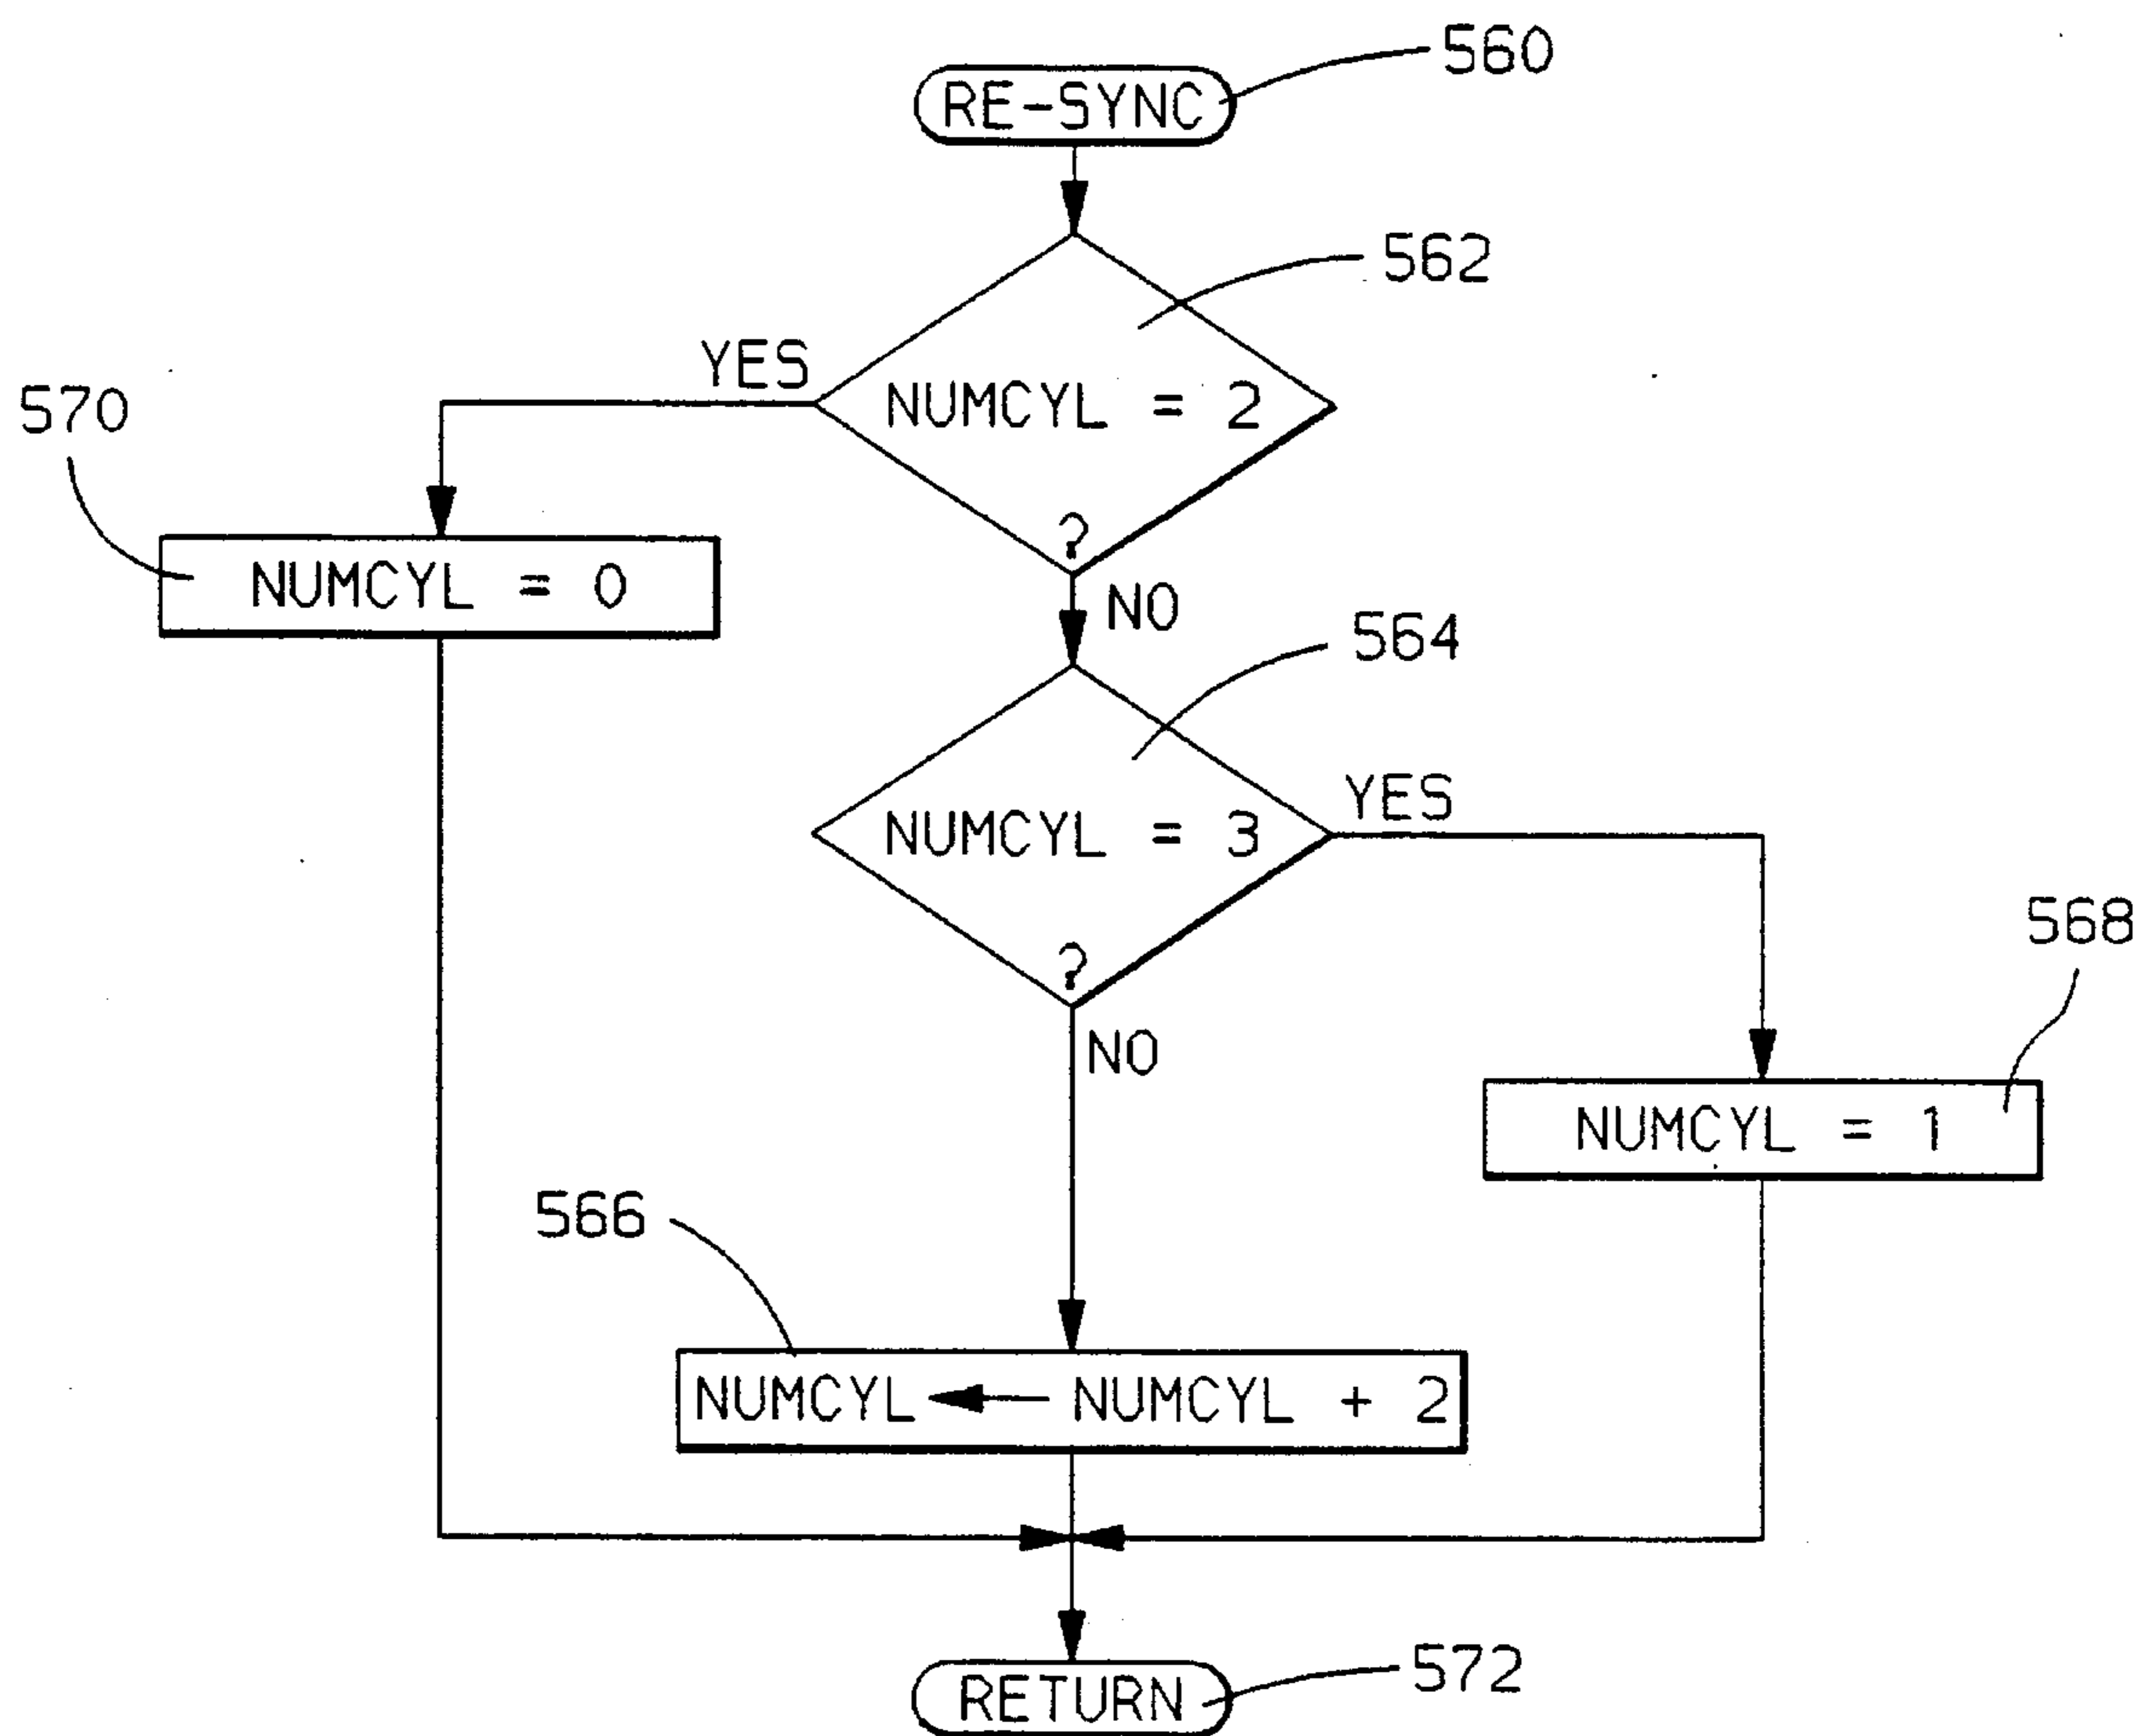 560
RE-SYNC
562
YES
NUMCYL = 2
570
?
NUMCYL = 0
NO
564
YES
NUMCYL = 3
568
?
NO
NUMCYL = 1
566
NUMCYL ← NUMCYL + 2
572
RETURN